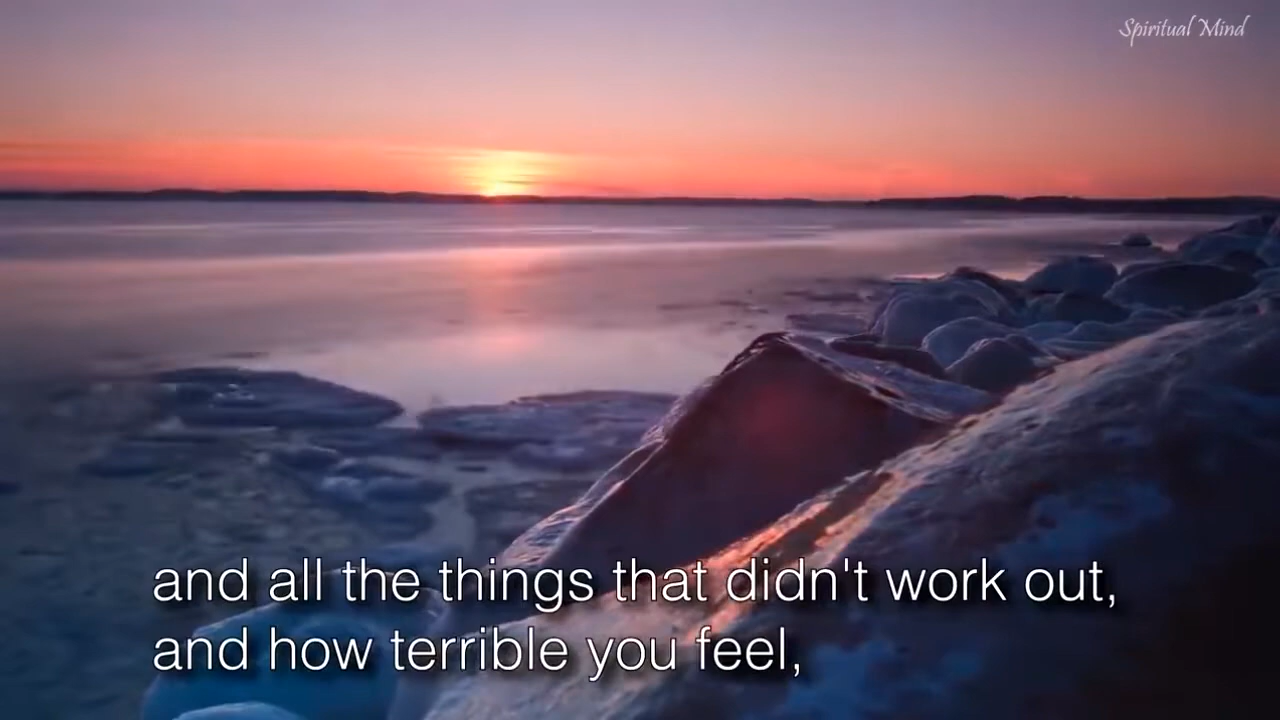 Spiritual Mind
and all the things that didn't work out,
and how terrible you feel,